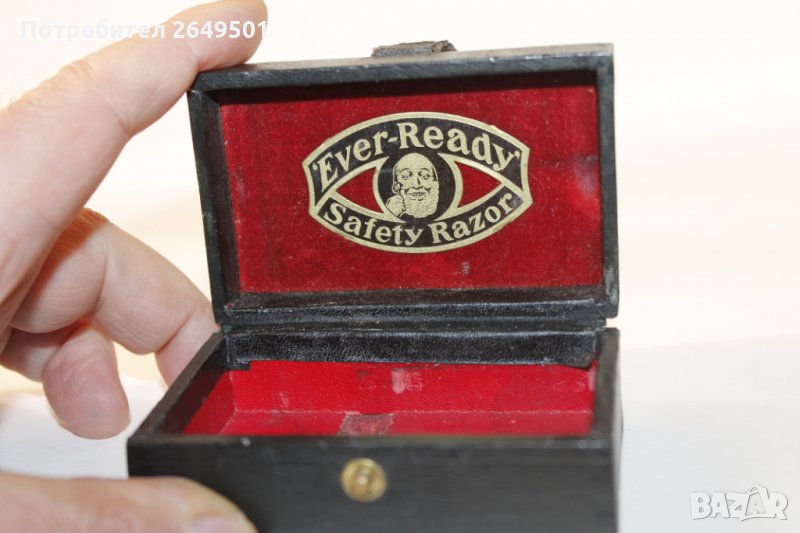 Потребител 2649501
'Ever-Ready'
Safety Razor
BAZAR